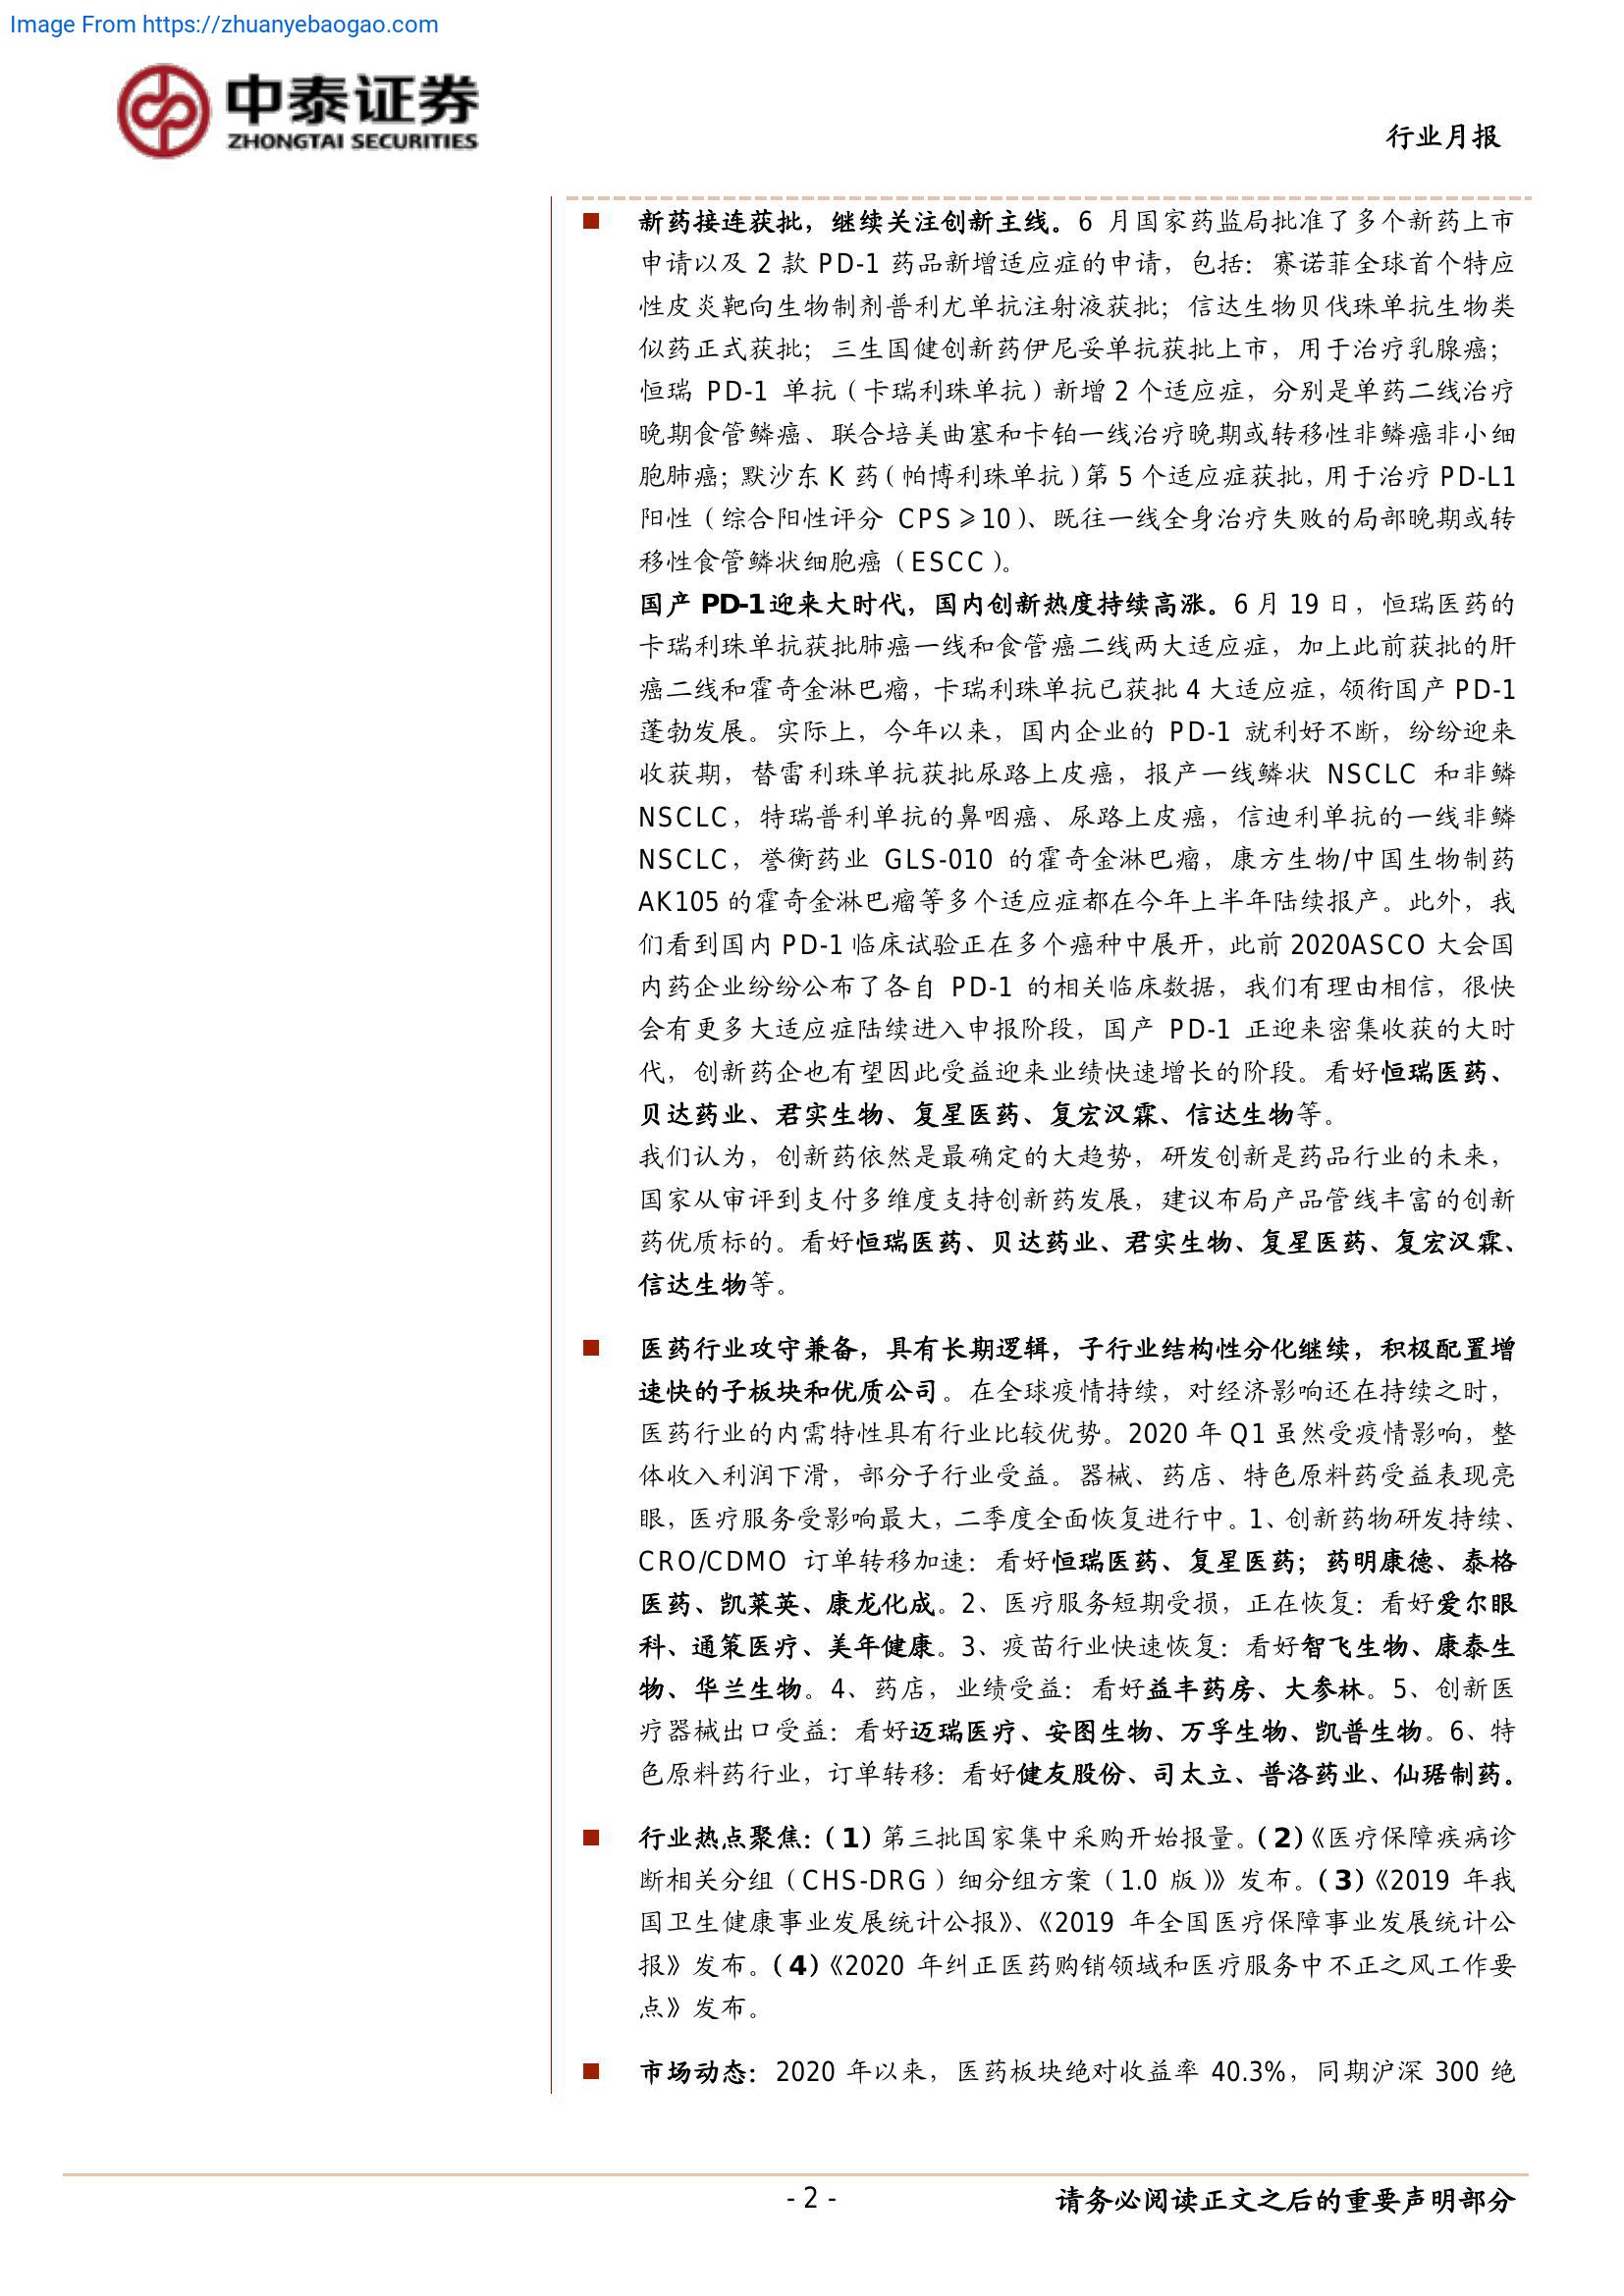 Image From https://zhuanyebaogao.com
中泰证券
ZHONGTAI SECURITIES
行业月报
新药接连获批，继续关注创新主线。6 月国家药监局批准了多个新药上市
申请以及 2 款 PD-1 药品新增适应症的申请，包括：赛诺菲全球首个特应
性皮炎靶向生物制剂普利尤单抗注射液获批；信达生物贝伐珠单抗生物类
似药正式获批；三生国健创新药伊尼妥单抗获批上市，用于治疗乳腺癌；
恒瑞 PD-1 单抗（卡瑞利珠单抗）新增 2 个适应症，分别是单药二线治疗
晚期食管鳞癌、联合培美曲塞和卡铂一线治疗晚期或转移性非鳞癌非小细
胞肺癌；默沙东 K 药（帕博利珠单抗）第 5 个适应症获批，用于治疗 PD-L1
阳性（综合阳性评分 CPS≥10）、既往一线全身治疗失败的局部晚期或转
移性食管鳞状细胞癌（ESCC）。
国产 PD-1 迎来大时代，国内创新热度持续高涨。6 月 19 日，恒瑞医药的
卡瑞利珠单抗获批肺癌一线和食管癌二线两大适应症，加上此前获批的肝
癌二线和霍奇金淋巴瘤，卡瑞利珠单抗已获批 4 大适应症，领衔国产 PD-1
蓬勃发展。实际上，今年以来，国内企业的 PD-1 就利好不断，纷纷迎来
收获期，替雷利珠单抗获批尿路上皮癌，报产一线鳞状 NSCLC 和非鳞
NSCLC，特瑞普利单抗的鼻咽癌、尿路上皮癌，信迪利单抗的一线非鳞
NSCLC，誉衡药业 GLS-010 的霍奇金淋巴瘤，康方生物/中国生物制药
AK105 的霍奇金淋巴瘤等多个适应症都在今年上半年陆续报产。此外，我
们看到国内 PD-1 临床试验正在多个癌种中展开，此前 2020ASCO 大会国
内药企业纷纷公布了各自 PD-1 的相关临床数据，我们有理由相信，很快
会有更多大适应症陆续进入申报阶段，国产 PD-1 正迎来密集收获的大时
代，创新药企也有望因此受益迎来业绩快速增长的阶段。看好恒瑞医药、
贝达药业、君实生物、复星医药、复宏汉霖、信达生物等。
我们认为，创新药依然是最确定的大趋势，研发创新是药品行业的未来，
国家从审评到支付多维度支持创新药发展，建议布局产品管线丰富的创新
药优质标的。看好恒瑞医药、贝达药业、君实生物、复星医药、复宏汉霖、
信达生物等。
医药行业攻守兼备，具有长期逻辑，子行业结构性分化继续，积极配置增
速快的子板块和优质公司。在全球疫情持续，对经济影响还在持续之时，
医药行业的内需特性具有行业比较优势。2020 年 Q1 虽然受疫情影响，整
体收入利润下滑，部分子行业受益。器械、药店、特色原料药受益表现亮
眼，医疗服务受影响最大，二季度全面恢复进行中。1、创新药物研发持续、
CRO/CDMO 订单转移加速：看好恒瑞医药、复星医药；药明康德、泰格
医药、凯莱英、康龙化成。2、医疗服务短期受损，正在恢复：看好爱尔眼
科、通策医疗、美年健康。3、疫苗行业快速恢复：看好智飞生物、康泰生
物、华兰生物。4、药店，业绩受益：看好益丰药房、大参林。5、创新医
疗器械出口受益：看好迈瑞医疗、安图生物、万孚生物、凯普生物。6、特
色原料药行业，订单转移：看好健友股份、司太立、普洛药业、仙琚制药。
行业热点聚焦：（1）第三批国家集中采购开始报量。（2）《医疗保障疾病诊
断相关分组（CHS-DRG）细分组方案（1.0 版）》发布。（3）《2019 年我
国卫生健康事业发展统计公报》、《2019 年全国医疗保障事业发展统计公
报》发布。（4）《2020 年纠正医药购销领域和医疗服务中不正之风工作要
点》发布。
市场动态：2020 年以来，医药板块绝对收益率 40.3%，同期沪深 300 绝
- 2 -
请务必阅读正文之后的重要声明部分